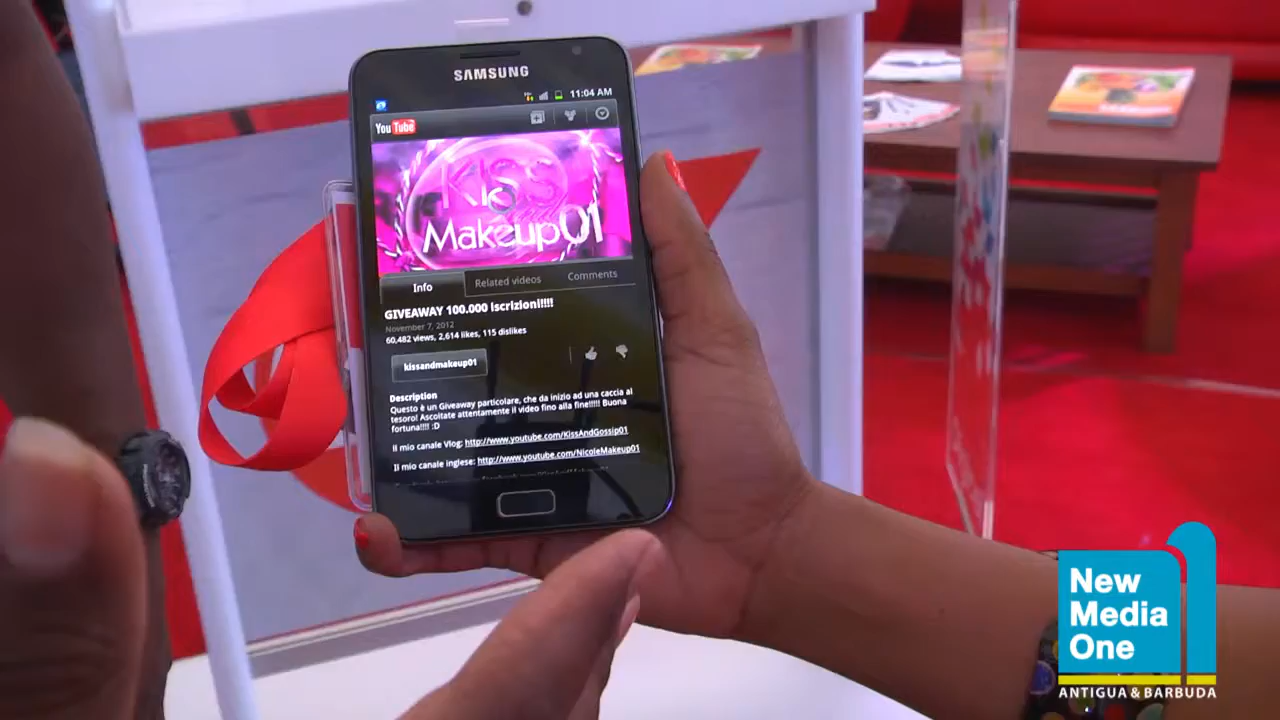 SAMSUNG
11:04 AM
YouTube
Kiss
Makeup01
Info
Related videos
Comments
GIVEAWAY 100.000 iscrizioni!!!!
November 7, 2012
60,482 views, 2,614 likes, 115 dislikes
kissandmakeup01
Description
Questo è un Giveaway particolare, che da inizio ad una caccia al
tesoro! Ascoltate attentamente il video fino alla fine!!!!! Buona
fortuna!!!! :D
Il mio canale Vlog: http://www.youtube.com/KissAndGossip01
Il mio canale inglese: http://www.youtube.com/NicoleMakeup01
New
Media
One
1
ANTIGUA & BARBUDA